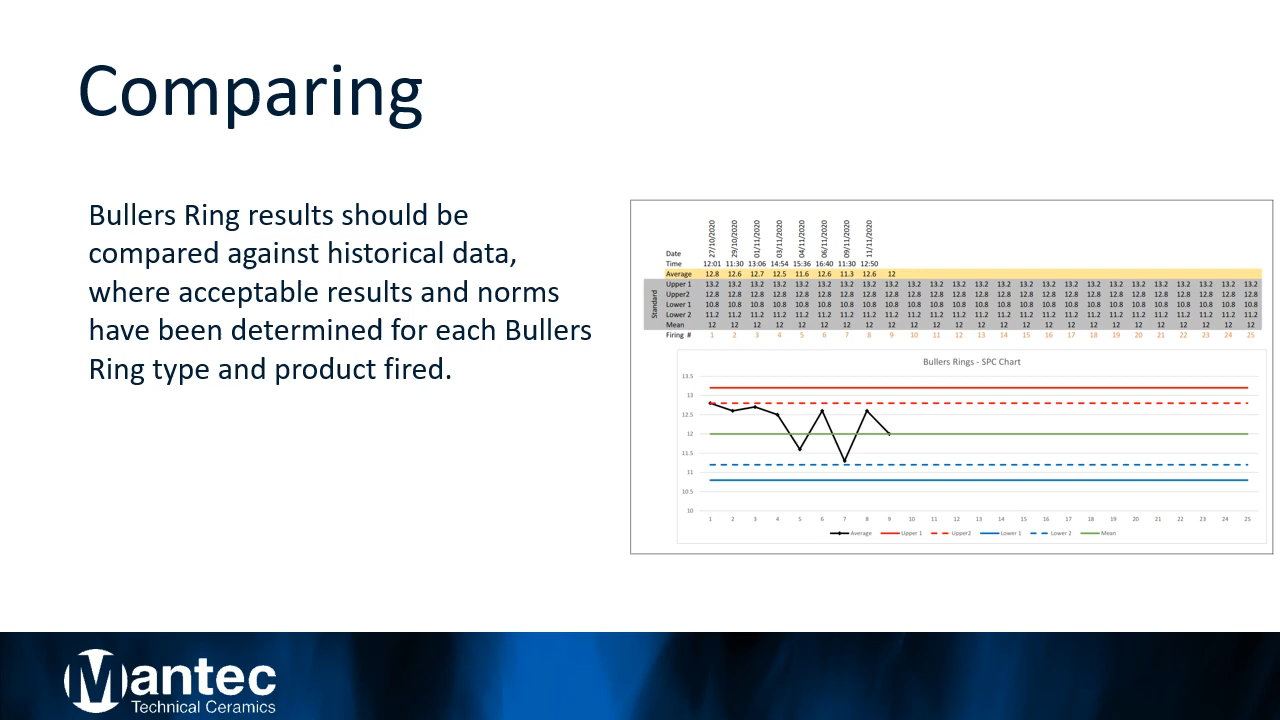 Comparing
Bullers Ring results should be
compared against historical data,
where acceptable results and norms
have been determined for each Bullers
Ring type and product fired.
Date 27/10/2020 29/10/2020 01/11/2020 03/11/2020 04/11/2020 06/11/2020 09/11/2020 11/11/2020
Time 12:01 11:30 13:06 14:54 15:36 16:40 11:30 12:50
Average 12.8 12.6 12.7 12.5 11.6 12.6 11.3 12.6 12
Standard
Upper 1 13.2 13.2 13.2 13.2 13.2 13.2 13.2 13.2 13.2 13.2 13.2 13.2 13.2 13.2 13.2 13.2 13.2 13.2 13.2 13.2 13.2 13.2 13.2 13.2 13.2
Upper2 12.8 12.8 12.8 12.8 12.8 12.8 12.8 12.8 12.8 12.8 12.8 12.8 12.8 12.8 12.8 12.8 12.8 12.8 12.8 12.8 12.8 12.8 12.8 12.8 12.8
Lower 1 10.8 10.8 10.8 10.8 10.8 10.8 10.8 10.8 10.8 10.8 10.8 10.8 10.8 10.8 10.8 10.8 10.8 10.8 10.8 10.8 10.8 10.8 10.8 10.8 10.8
Lower 2 11.2 11.2 11.2 11.2 11.2 11.2 11.2 11.2 11.2 11.2 11.2 11.2 11.2 11.2 11.2 11.2 11.2 11.2 11.2 11.2 11.2 11.2 11.2 11.2 11.2
Mean 12 12 12 12 12 12 12 12 12 12 12 12 12 12 12 12 12 12 12 12 12 12 12 12 12
Firing # 1 2 3 4 5 6 7 8 9 10 11 12 13 14 15 16 17 18 19 20 21 22 23 24 25
Bullers Rings - SPC Chart
13.5
13
12.5
12
11.5
11
10.5
10
1 2 3 4 5 6 7 8 9 10 11 12 13 14 15 16 17 18 19 20 21 22 23 24 25
Average Upper 1 Upper2 Lower 1 Lower 2 Mean
Mantec
Technical Ceramics